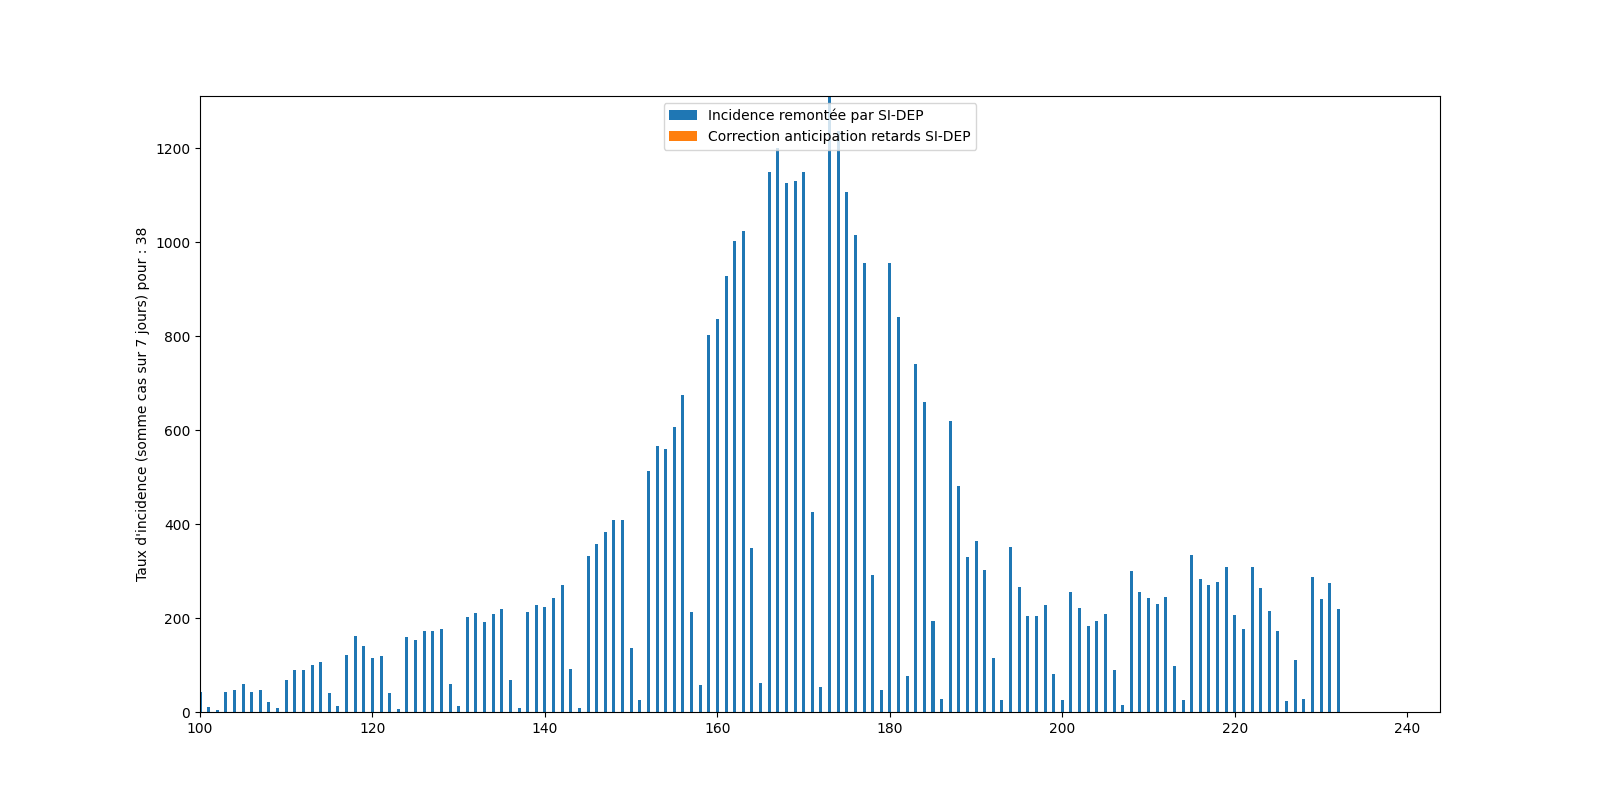 Incidence remontée par SI-DEP
Correction anticipation retards SI-DEP
Taux d'incidence (somme cas sur 7 jours) pour : 38
1200
1000
800
600
400
200
0
100 120 140 160 180 200 220 240